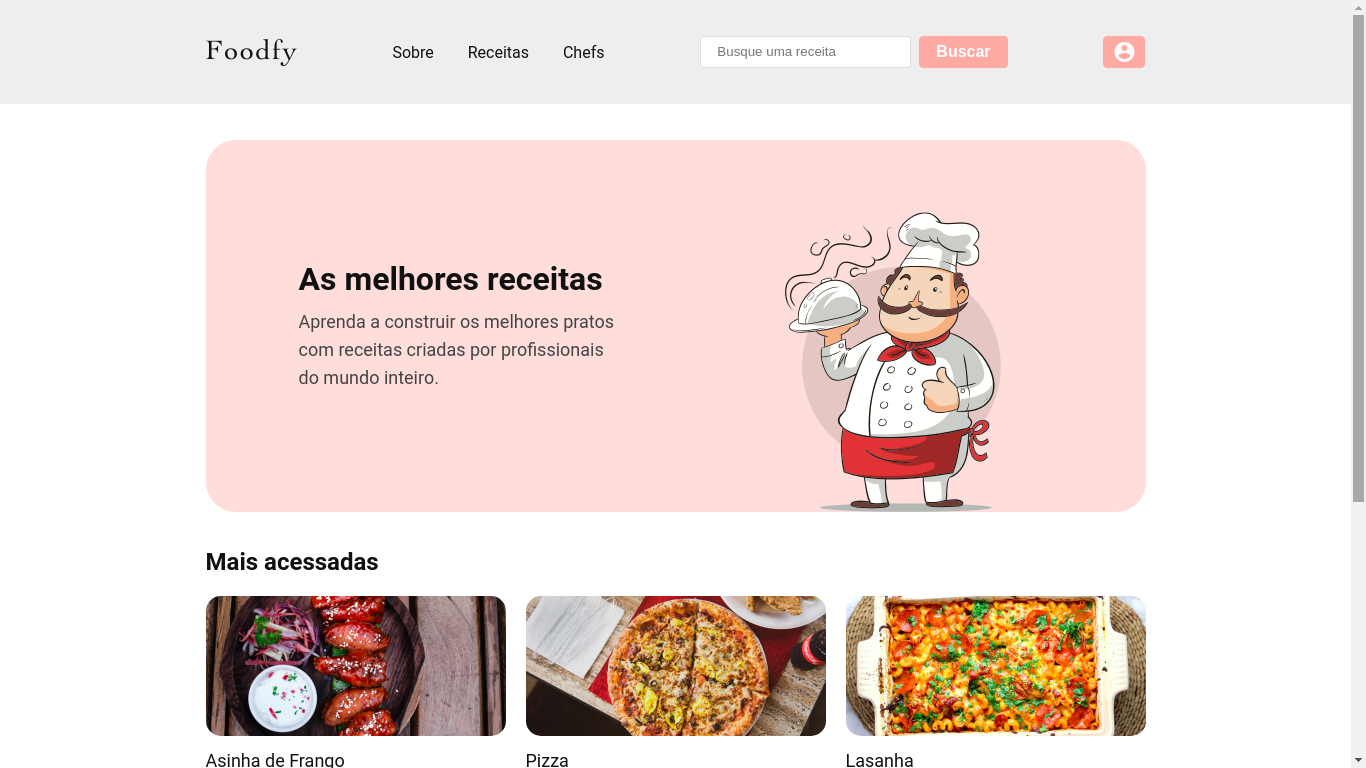 Foodfy
Sobre
Receitas
Chefs
Busque uma receita
Buscar
As melhores receitas
Aprenda a construir os melhores pratos
com receitas criadas por profissionais
do mundo inteiro.
Mais acessadas
Asinha de Frango
Pizza
Lasanha